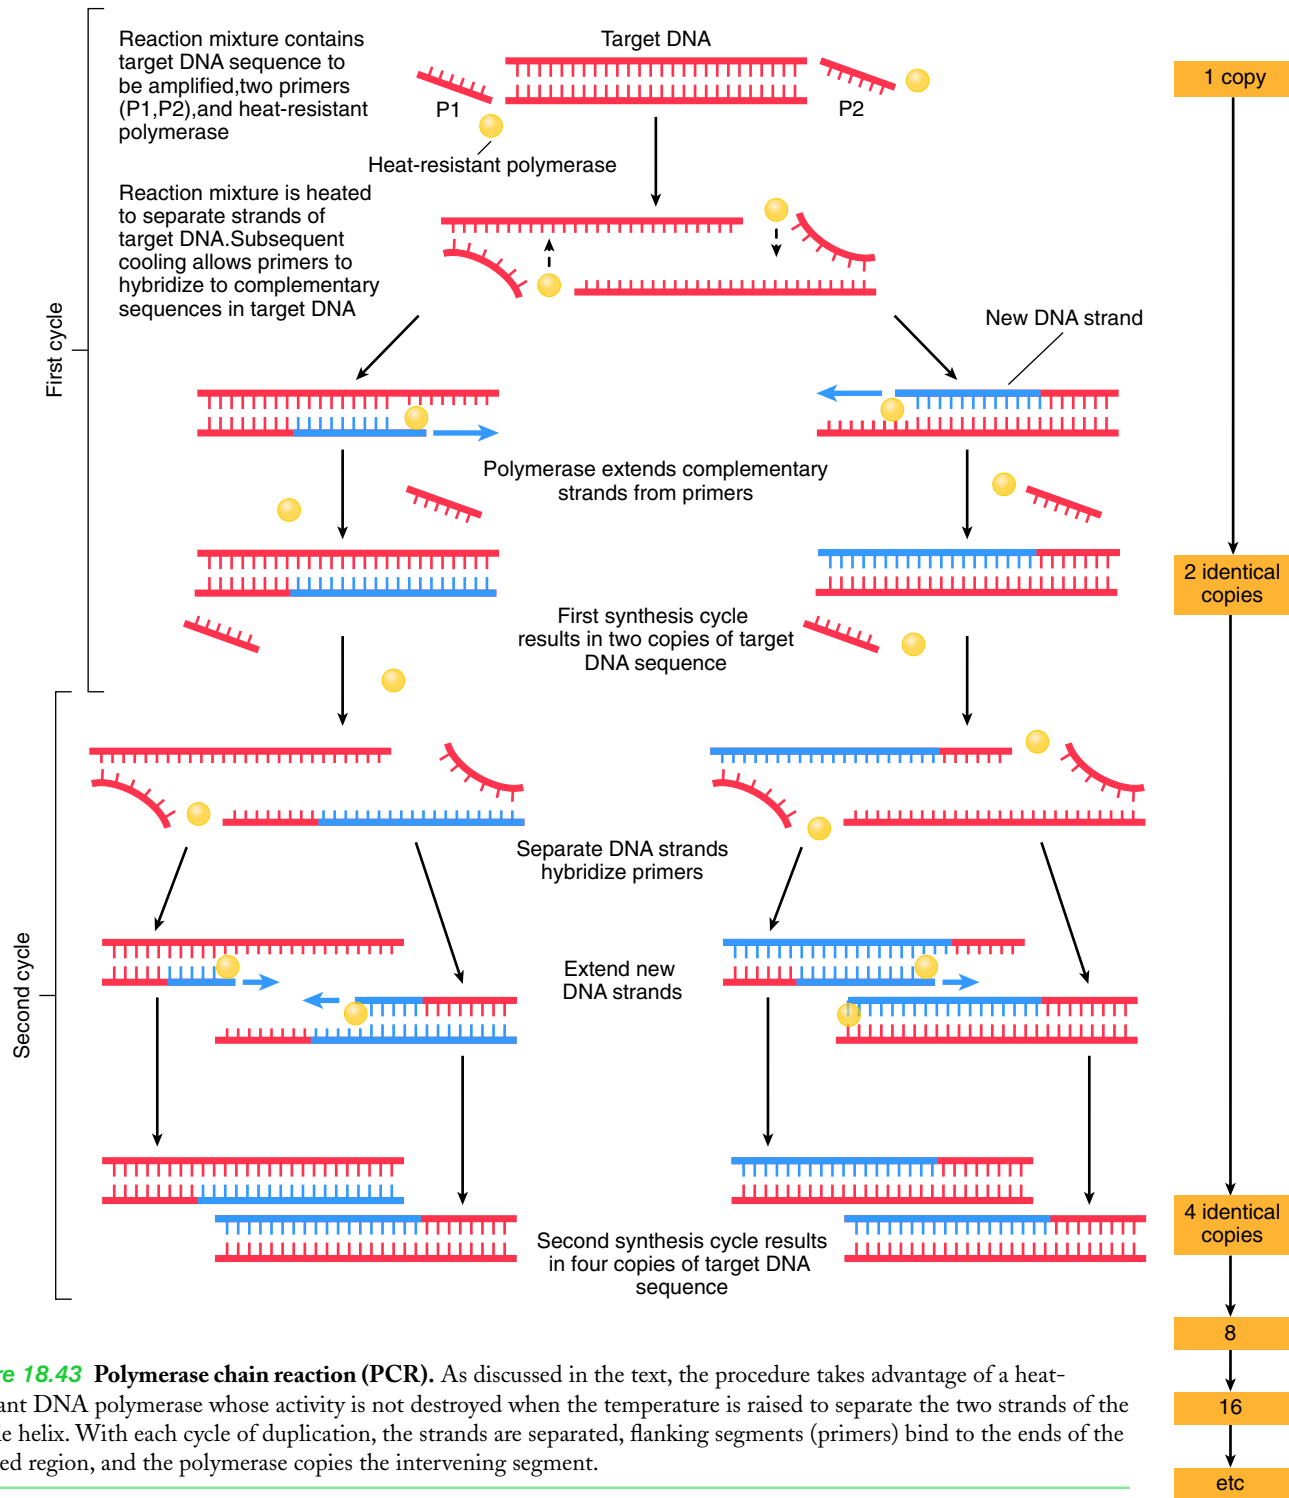 Reaction mixture contains
target DNA sequence to
be amplified,two primers
(P1,P2),and heat-resistant
polymerase
Target DNA
P1
P2
Heat-resistant polymerase
1 copy
Reaction mixture is heated
to separate strands of
target DNA.Subsequent
cooling allows primers to
hybridize to complementary
sequences in target DNA
First cycle
New DNA strand
Polymerase extends complementary
strands from primers
2 identical
copies
First synthesis cycle
results in two copies of target
DNA sequence
Separate DNA strands
hybridize primers
Second cycle
Extend new
DNA strands
4 identical
copies
Second synthesis cycle results
in four copies of target DNA
sequence
8
16
etc
re 18.43 Polymerase chain reaction (PCR). As discussed in the text, the procedure takes advantage of a heat-
ant DNA polymerase whose activity is not destroyed when the temperature is raised to separate the two strands of the
le helix. With each cycle of duplication, the strands are separated, flanking segments (primers) bind to the ends of the
ed region, and the polymerase copies the intervening segment.